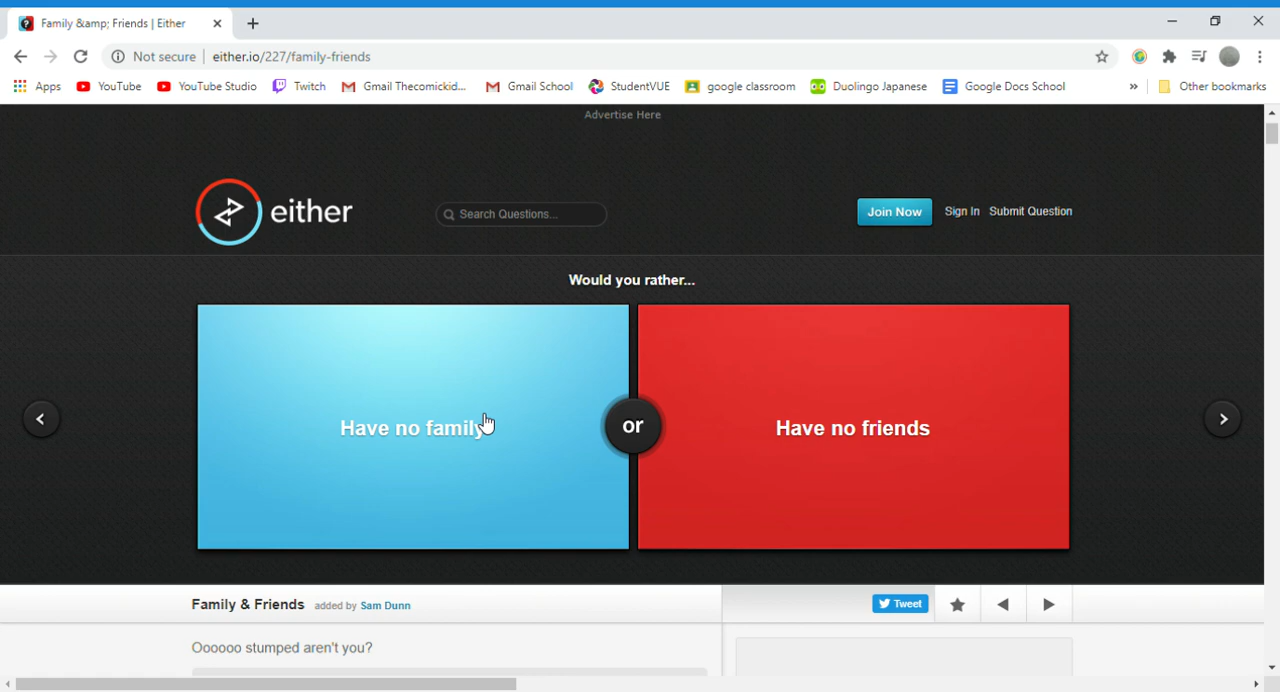 Family &amp; Friends | Either
Not secure | either.io/227/family-friends
Apps YouTube YouTube Studio Twitch Gmail Thecomickid... Gmail School StudentVUE google classroom Duolingo Japanese Google Docs School » Other bookmarks
Advertise Here
either
Search Questions...
Join Now Sign In Submit Question
Would you rather...
Have no family
or
Have no friends
Family & Friends added by Sam Dunn
Tweet
Oooooo stumped aren't you?